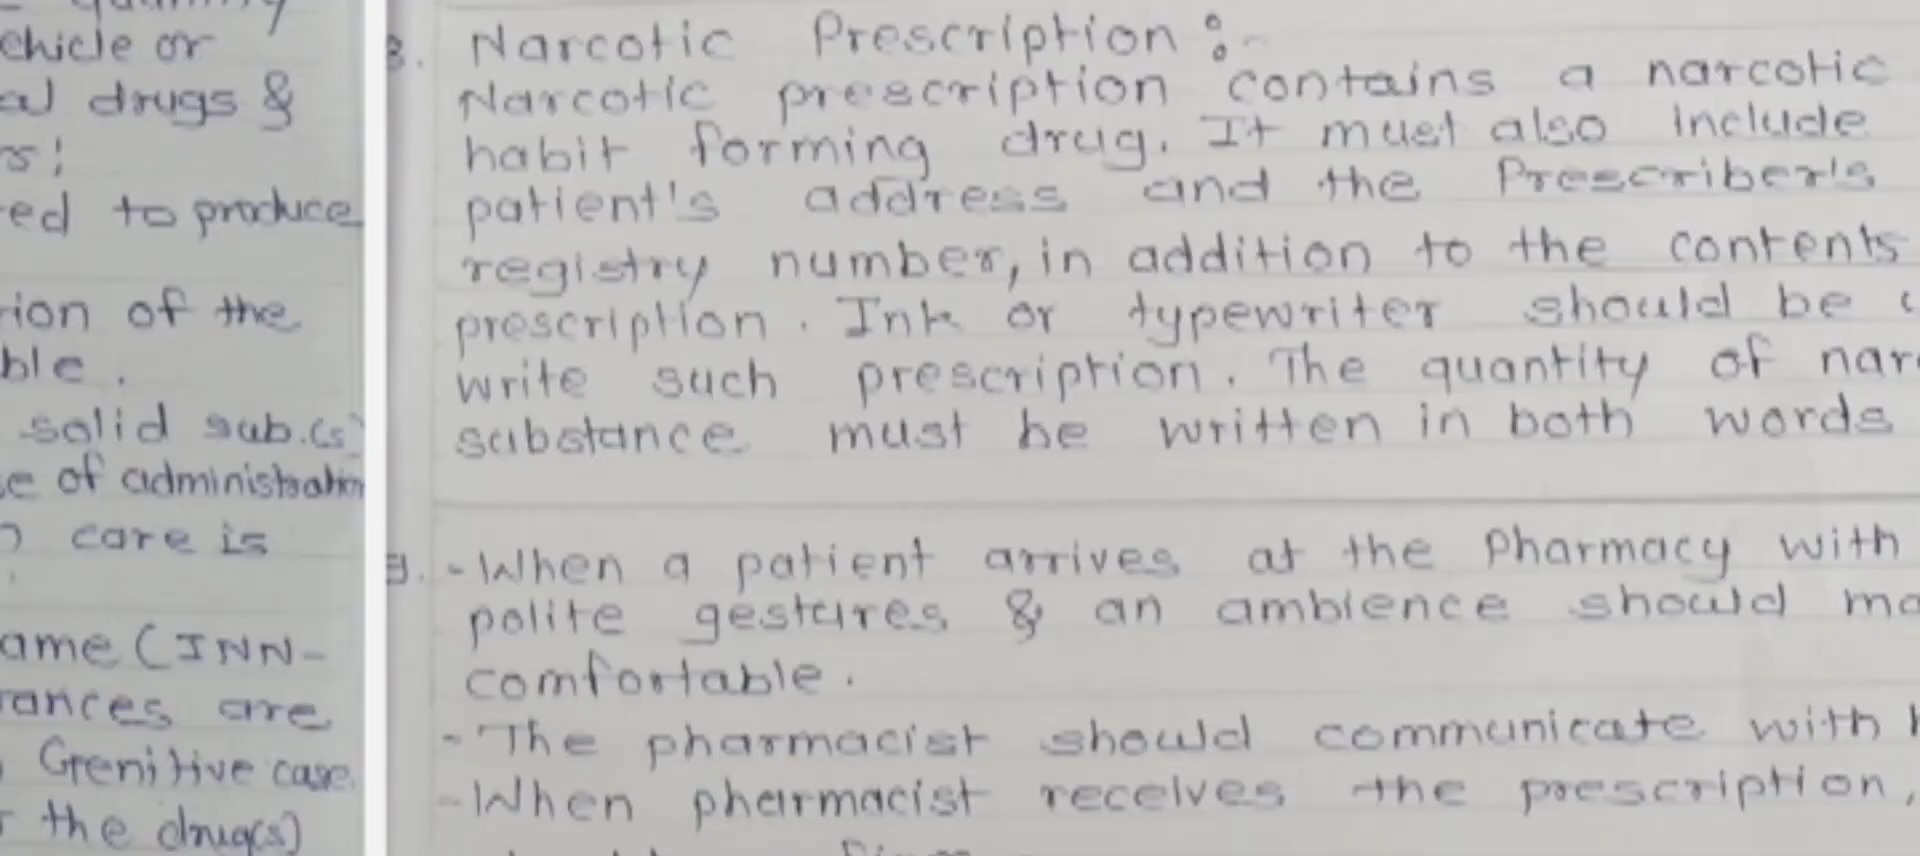 ehicle or
al drugs &
rs;
ed to produce
tion of the
ble.
solid sub.(s)
e of administration
care is
ame (INN-
tances are
Genitive case.
the drug(s)
3. Narcotic Prescription :-
Narcotic prescription contains a narcotic
habit forming drug. It must also include
patient's address and the Prescriber's
registry number, in addition to the contents
prescription. Ink or typewriter should be
write such prescription. The quantity of nar
substance must be written in both words
- When a patient arrives at the Pharmacy with
polite gestures & an ambience should ma
comfortable.
- The pharmacist should communicate with h
- When pharmacist receives the prescription,